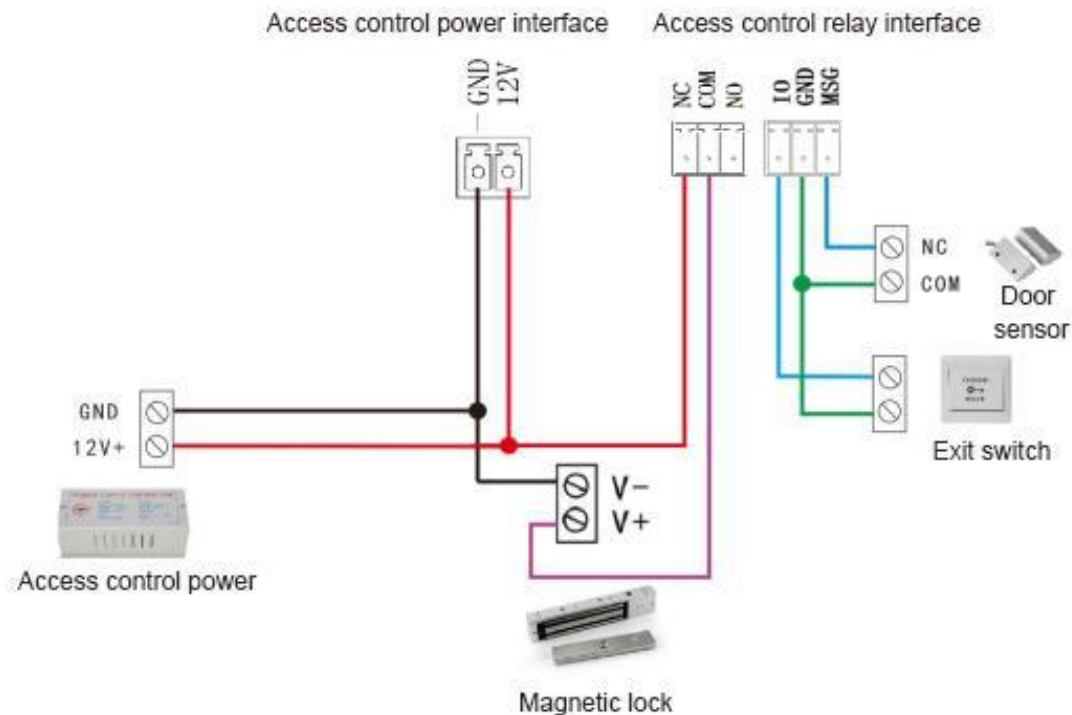 Access control power interface
Access control relay interface
GND
12V
NC
COM
NO
IO
GND
MSG
NC
COM
Door
sensor
GND
12V+
Exit switch
V-
V+
Access control power
Magnetic lock